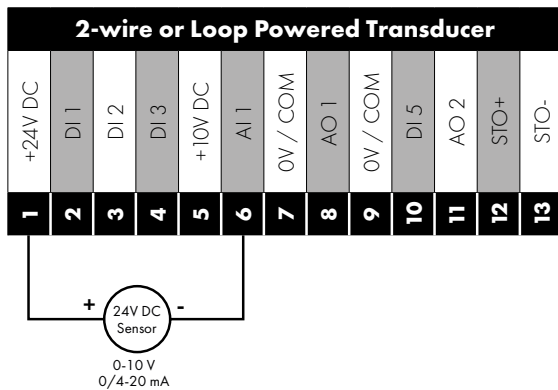 2-wire or Loop Powered Transducer
+24V DC
DI 1
DI 2
DI 3
+10V DC
AI 1
0V / COM
AO 1
0V / COM
DI 5
AO 2
STO+
STO-
1
2
3
4
5
6
7
8
9
10
11
12
13
+
24V DC
Sensor
-
0-10 V
0/4-20 mA